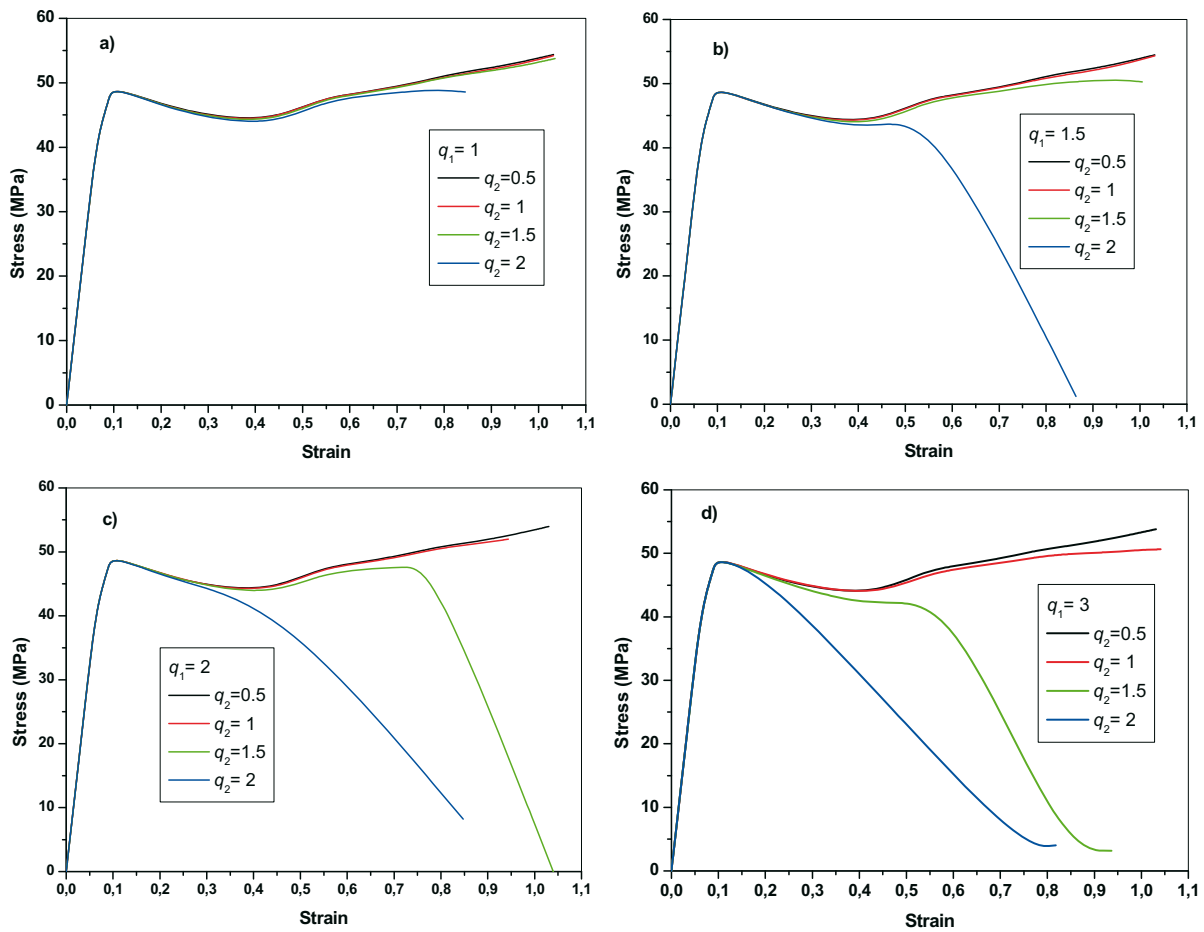 a)
60
50
40
30
20
10
0
Stress (MPa)
0,0 0,1 0,2 0,3 0,4 0,5 0,6 0,7 0,8 0,9 1,0 1,1
Strain
q1= 1
q2=0.5
q2= 1
q2=1.5
q2= 2
b)
60
50
40
30
20
10
0
Stress (MPa)
0,0 0,1 0,2 0,3 0,4 0,5 0,6 0,7 0,8 0,9 1,0 1,1
Strain
q1= 1.5
q2=0.5
q2= 1
q2=1.5
q2= 2
c)
60
50
40
30
20
10
0
Stress (MPa)
0,0 0,1 0,2 0,3 0,4 0,5 0,6 0,7 0,8 0,9 1,0 1,1
Strain
q1= 2
q2=0.5
q2= 1
q2=1.5
q2= 2
d)
60
50
40
30
20
10
0
Stress (MPa)
0,0 0,1 0,2 0,3 0,4 0,5 0,6 0,7 0,8 0,9 1,0 1,1
Strain
q1= 3
q2=0.5
q2= 1
q2=1.5
q2= 2